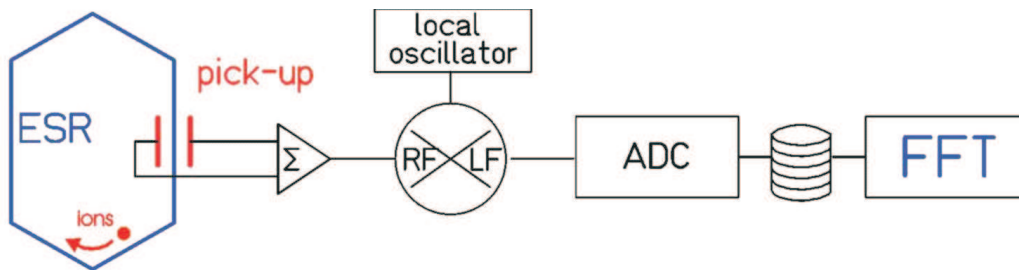 local
oscillator
pick-up
ESR
Σ
RF
LF
ADC
FFT
ions